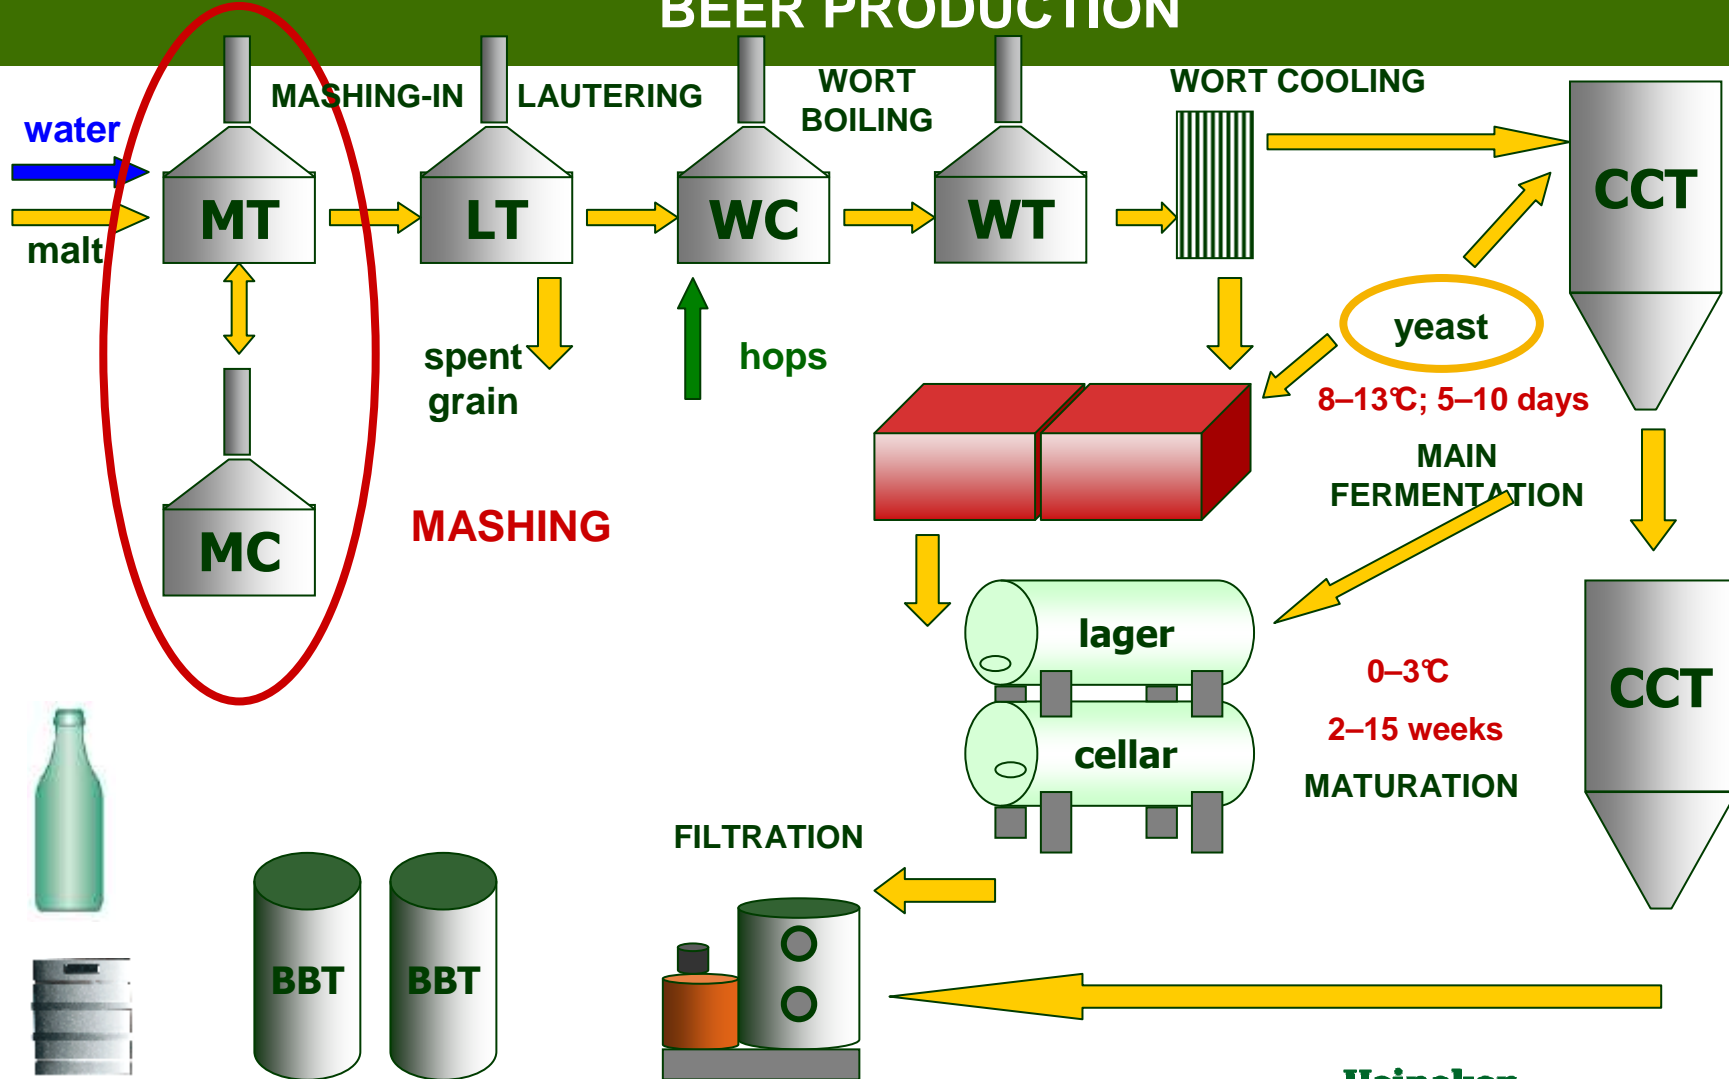 BEER PRODUCTION
MASHING-IN
LAUTERING
WORT
BOILING
WORT COOLING
water
malt
MT
LT
WC
WT
CCT
spent
grain
hops
yeast
8–13°C; 5–10 days
MAIN
FERMENTATION
MC
MASHING
lager
cellar
0–3°C
2–15 weeks
MATURATION
CCT
FILTRATION
BBT
BBT
Heineken